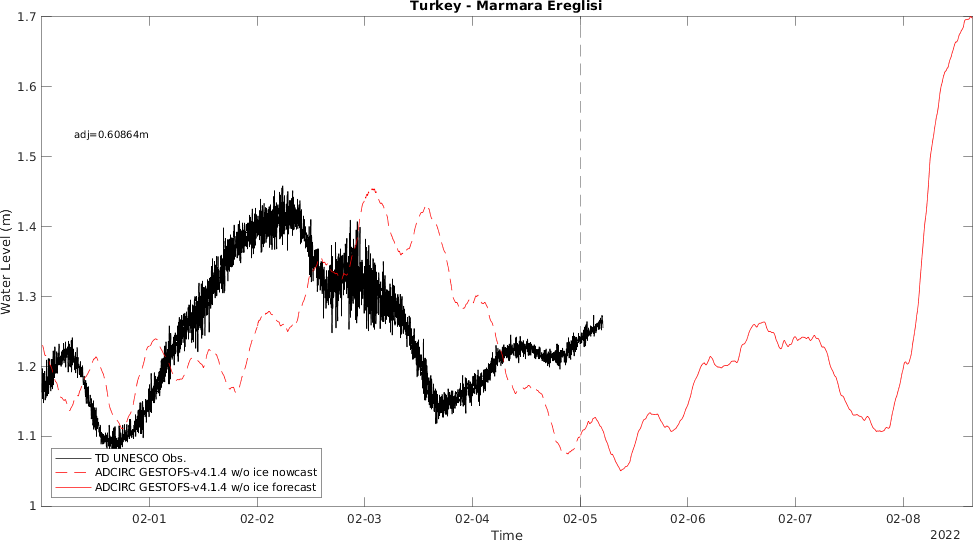 Turkey - Marmara Ereglisi
1.7
1.6
1.5
1.4
1.3
1.2
1.1
1
Water Level (m)
adj=0.60864m
TD UNESCO Obs.
ADCIRC GESTOFS-v4.1.4 w/o ice nowcast
ADCIRC GESTOFS-v4.1.4 w/o ice forecast
02-01 02-02 02-03 02-04 02-05 02-06 02-07 02-08
Time
2022